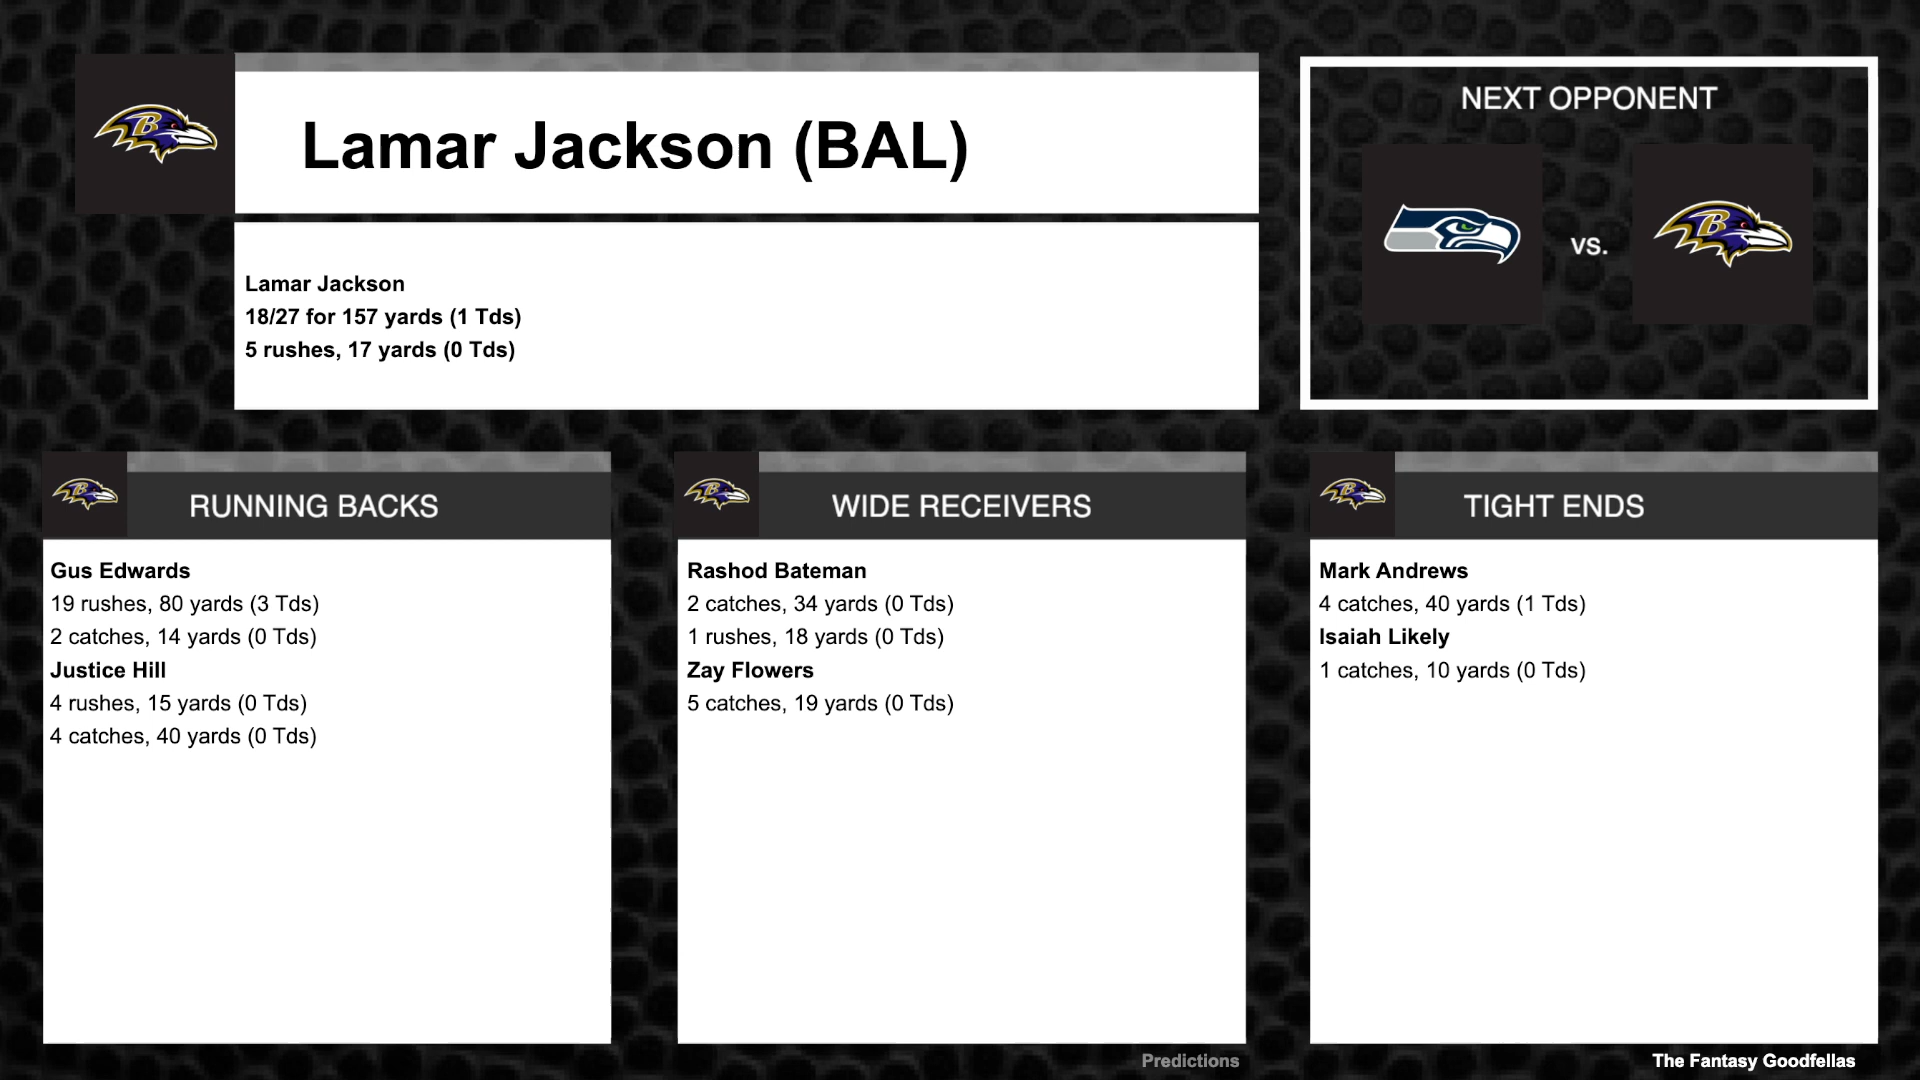 Lamar Jackson (BAL)
Lamar Jackson
18/27 for 157 yards (1 Tds)
5 rushes, 17 yards (0 Tds)
NEXT OPPONENT
vs.
RUNNING BACKS
Gus Edwards
19 rushes, 80 yards (3 Tds)
2 catches, 14 yards (0 Tds)
Justice Hill
4 rushes, 15 yards (0 Tds)
4 catches, 40 yards (0 Tds)
WIDE RECEIVERS
Rashod Bateman
2 catches, 34 yards (0 Tds)
1 rushes, 18 yards (0 Tds)
Zay Flowers
5 catches, 19 yards (0 Tds)
TIGHT ENDS
Mark Andrews
4 catches, 40 yards (1 Tds)
Isaiah Likely
1 catches, 10 yards (0 Tds)
Predictions
The Fantasy Goodfellas